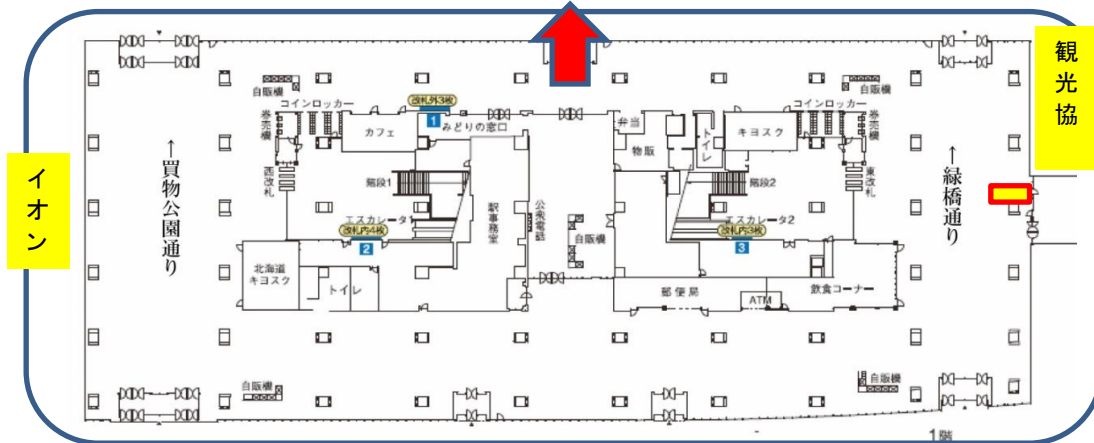 観光協
イオン
自販機
コインロッカー
券売機
カフェ
改札外3枚
1
みどりの窓口
弁当
物販
トイレ
キヨスク
コインロッカー
自販機
券売機
←買物公園通り
西改札
階段1
エスカレータ1
改札内4枚
2
駅事務室
公衆電話
自販機
階段2
エスカレータ2
改札内3枚
3
東改札
←緑橋通り
北海道
キヨスク
トイレ
郵便局
ATM
飲食コーナー
自販機
自販機
1階